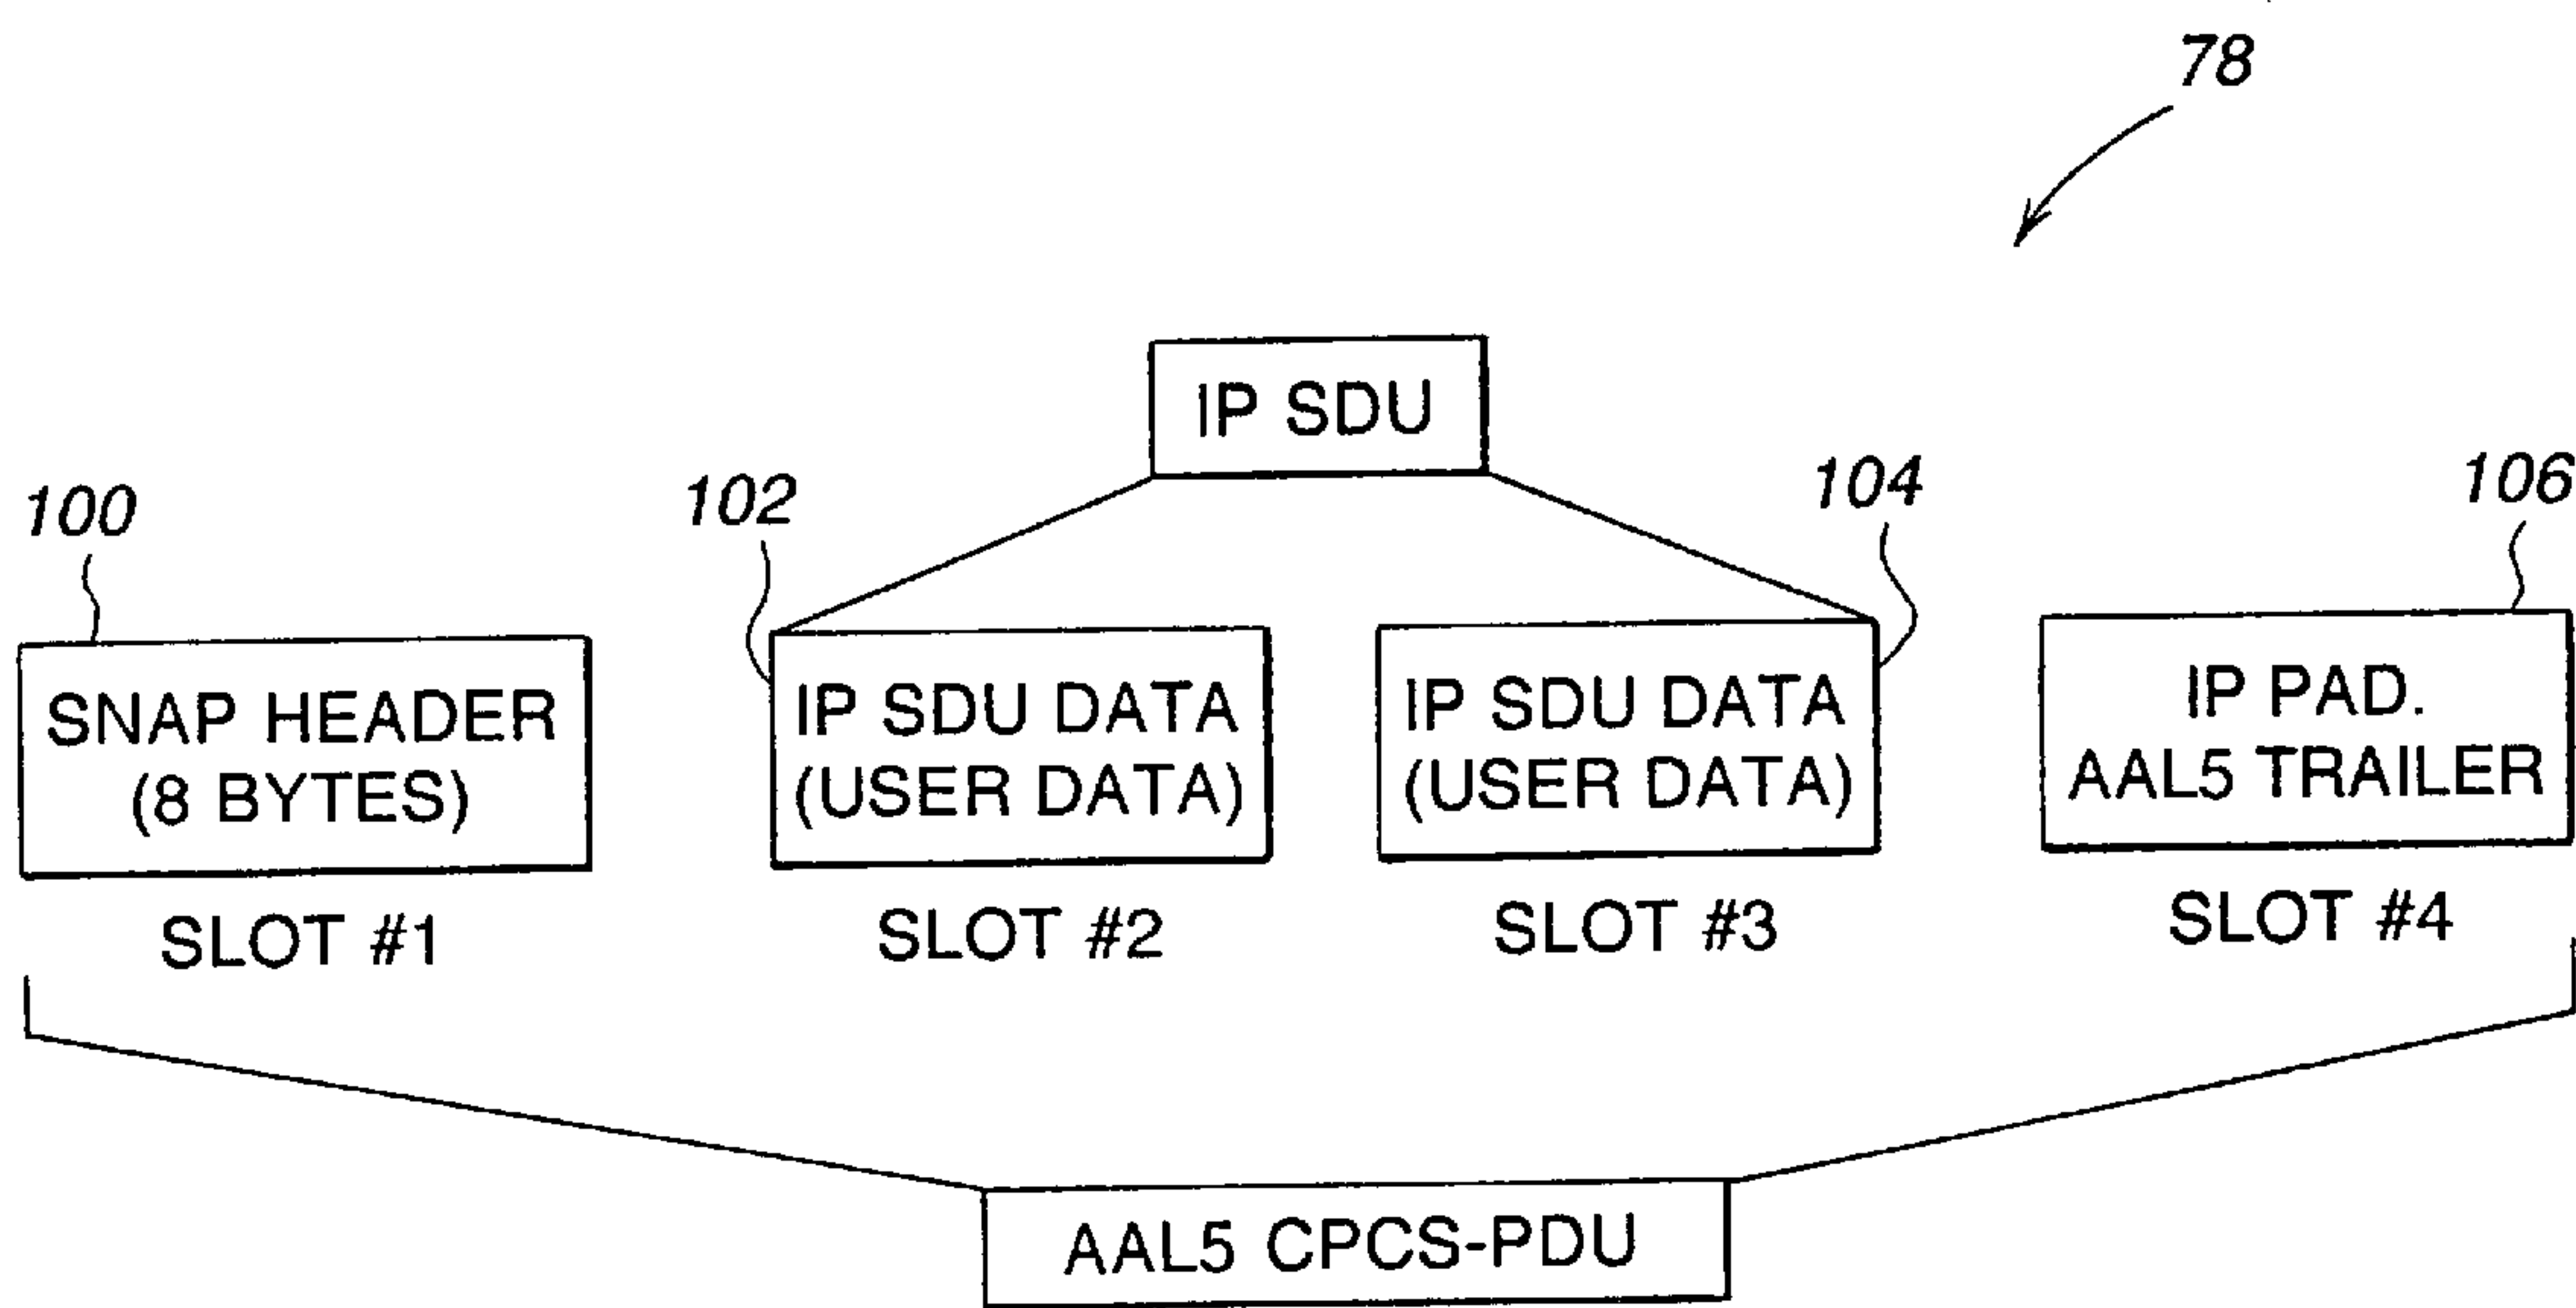 78
IP SDU
100
102
104
106
SNAP HEADER
(8 BYTES)
IP SDU DATA
(USER DATA)
IP SDU DATA
(USER DATA)
IP PAD.
AAL5 TRAILER
SLOT #1
SLOT #2
SLOT #3
SLOT #4
AAL5 CPCS-PDU